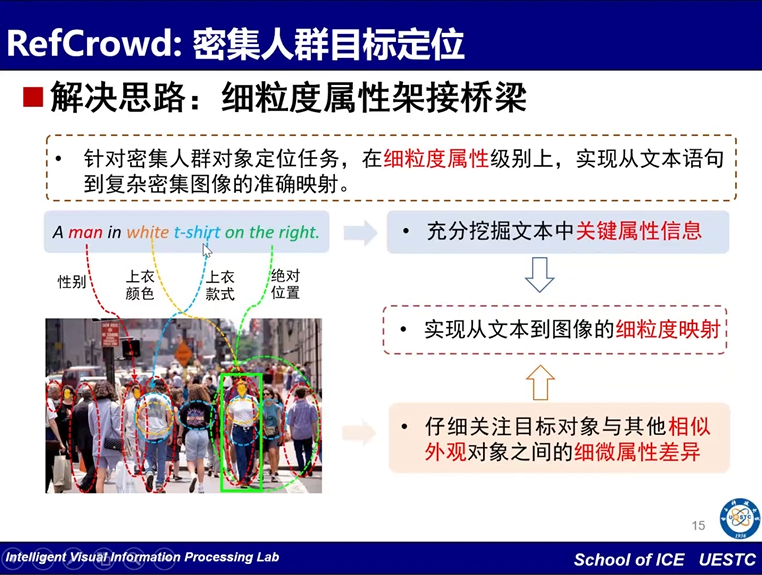 RefCrowd: 密集人群目标定位
解决思路：细粒度属性架接桥梁
• 针对密集人群对象定位任务，在细粒度属性级别上，实现从文本语句
到复杂密集图像的准确映射。
A man in white t-shirt on the right.
• 充分挖掘文本中关键属性信息
性别
上衣
颜色
上衣
款式
绝对
位置
• 实现从文本到图像的细粒度映射
• 仔细关注目标对象与其他相似
外观对象之间的细微属性差异
15
UESTC
1956
Intelligent Visual Information Processing Lab
School of ICE UESTC